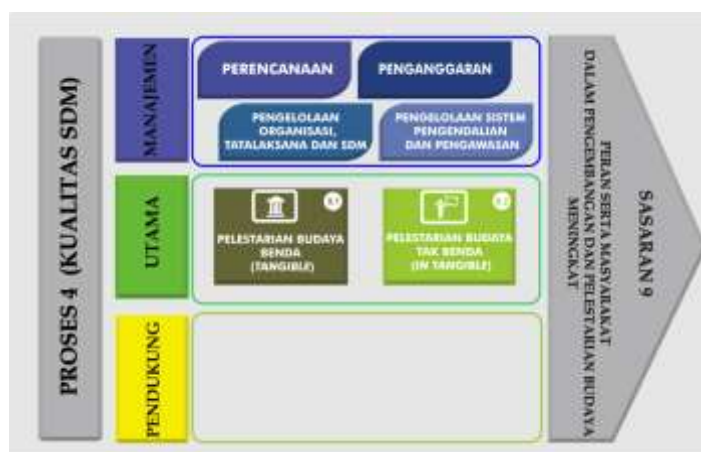 PROSES 4 (KUALITAS SDM)
MANAJEMEN
PERENCANAAN
PENGANGGARAN
PENGELOLAAN
ORGANISASI,
TATALAKSANA DAN SDM
PENGELOLAAN SISTEM
PENGENDALIAN
DAN PENGAWASAN
UTAMA
PELESTARIAN BUDAYA
BENDA
(TANGIBLE)
PELESTARIAN BUDAYA
TAK BENDA
(IN TANGIBLE)
PENDUKUNG
SASARAN 9
PERAN SERTA MASYARAKAT
DALAM PENGEMBANGAN DAN PELESTARIAN BUDAYA
MENINGKAT